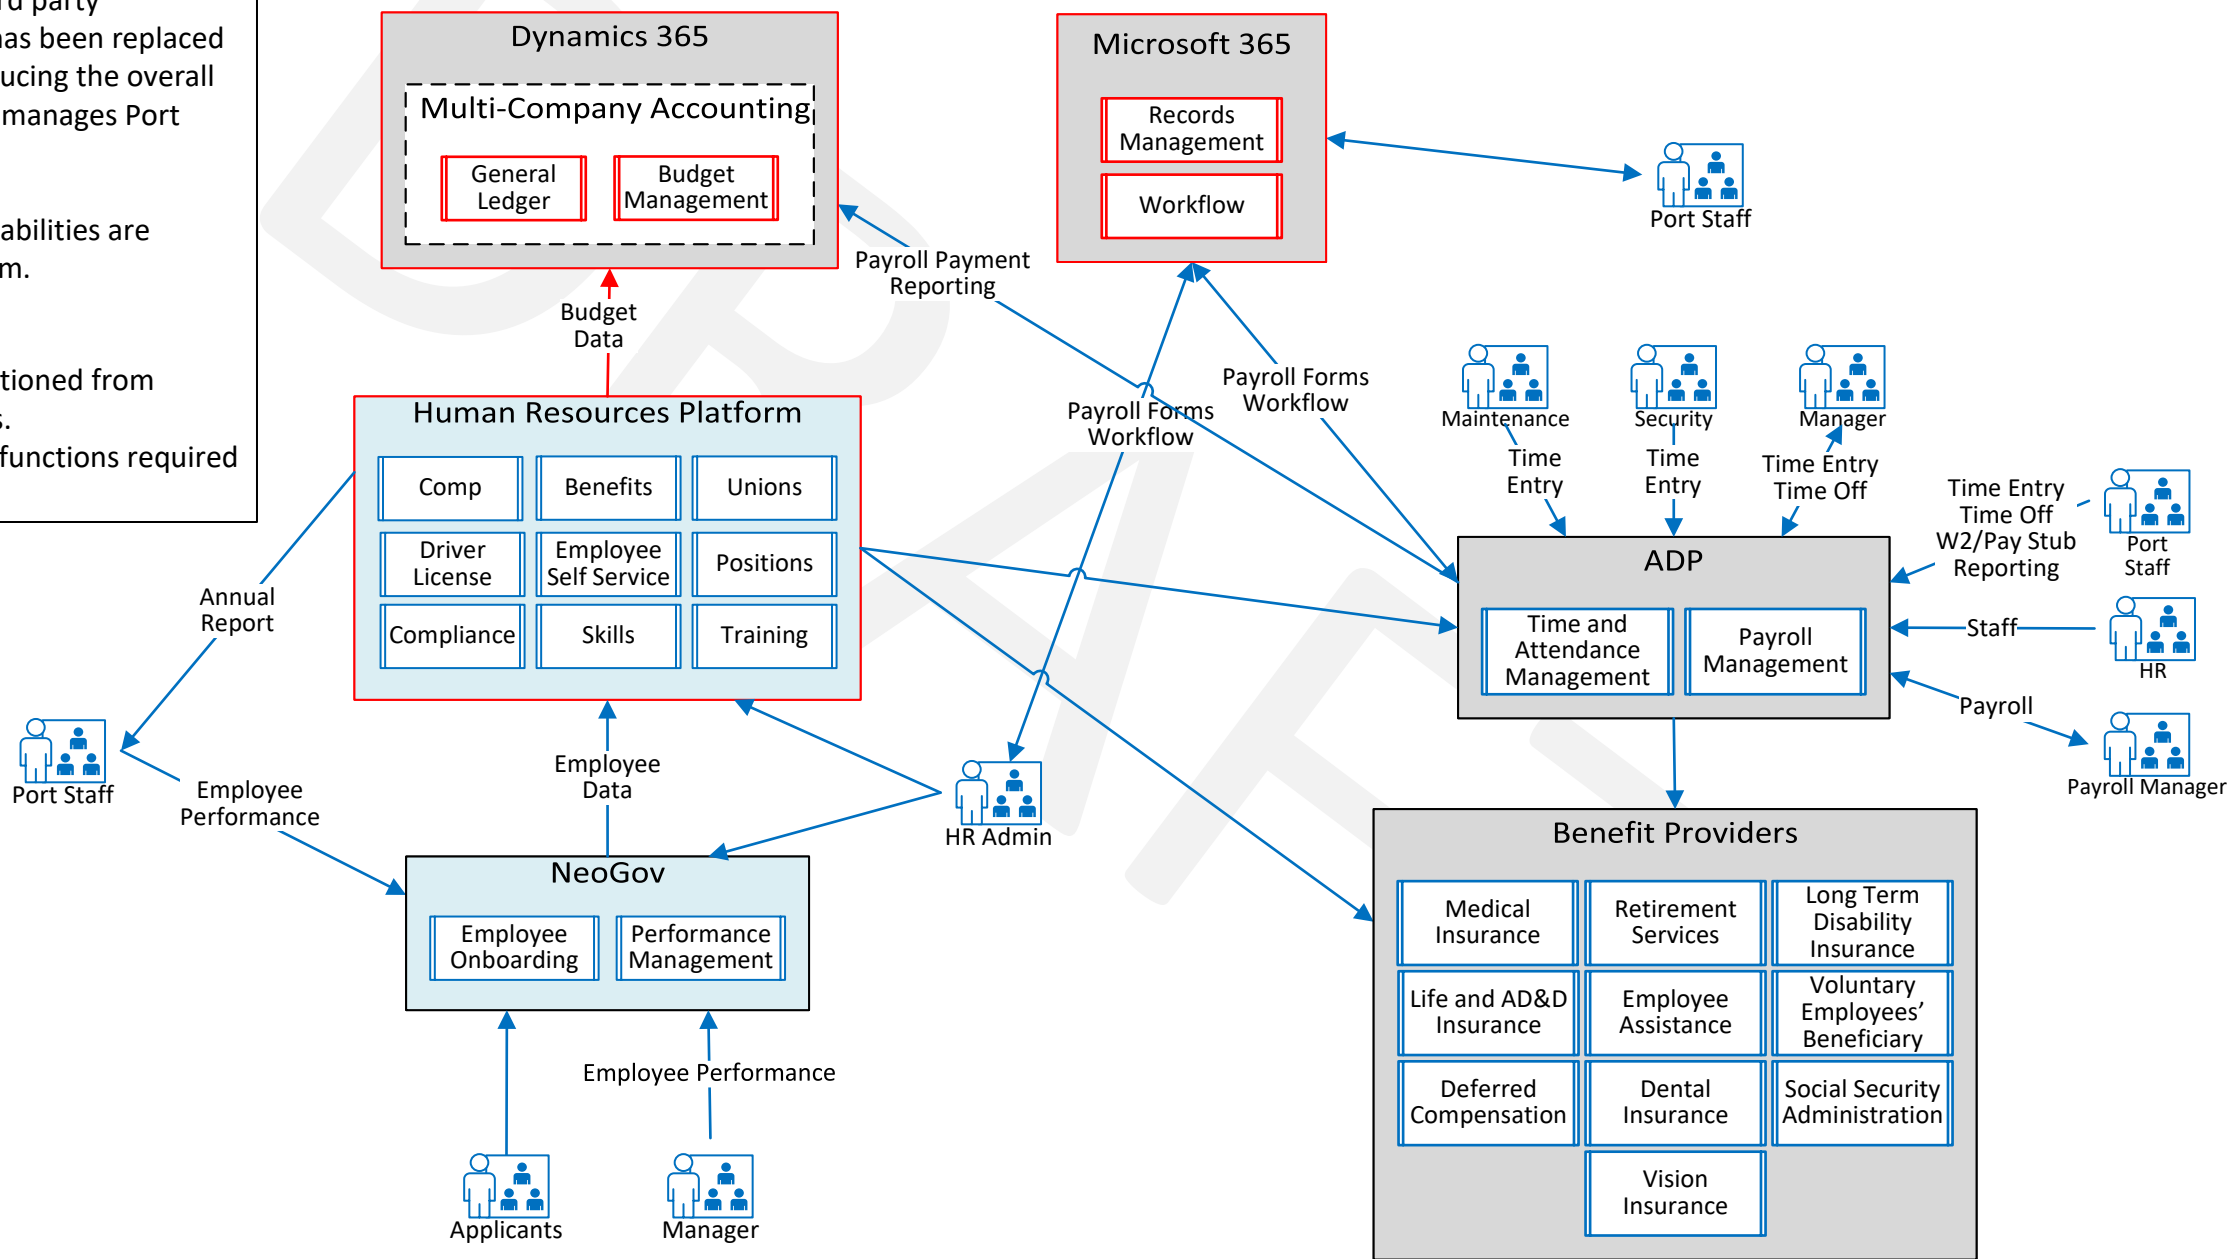 rd party
has been replaced
ucing the overall
manages Port
abilities are
m.
tioned from
s.
functions required
Dynamics 365
Multi-Company Accounting
General
Ledger
Budget
Management
Microsoft 365
Records
Management
Workflow
Port Staff
Payroll Payment
Reporting
Budget
Data
Payroll Forms
Workflow
Payroll Forms
Workflow
Human Resources Platform
Comp
Benefits
Unions
Driver
License
Employee
Self Service
Positions
Compliance
Skills
Training
Maintenance
Security
Manager
Time
Entry
Time
Entry
Time Entry
Time Off
Time Entry
Time Off
W2/Pay Stub
Reporting
Port
Staff
ADP
Time and
Attendance
Management
Payroll
Management
Staff
HR
Payroll
Payroll Manager
Annual
Report
Port Staff
Employee
Performance
Employee
Data
HR Admin
NeoGov
Employee
Onboarding
Performance
Management
Employee Performance
Applicants
Manager
Benefit Providers
Medical
Insurance
Retirement
Services
Long Term
Disability
Insurance
Life and AD&D
Insurance
Employee
Assistance
Voluntary
Employees’
Beneficiary
Deferred
Compensation
Dental
Insurance
Social Security
Administration
Vision
Insurance
DRAFT